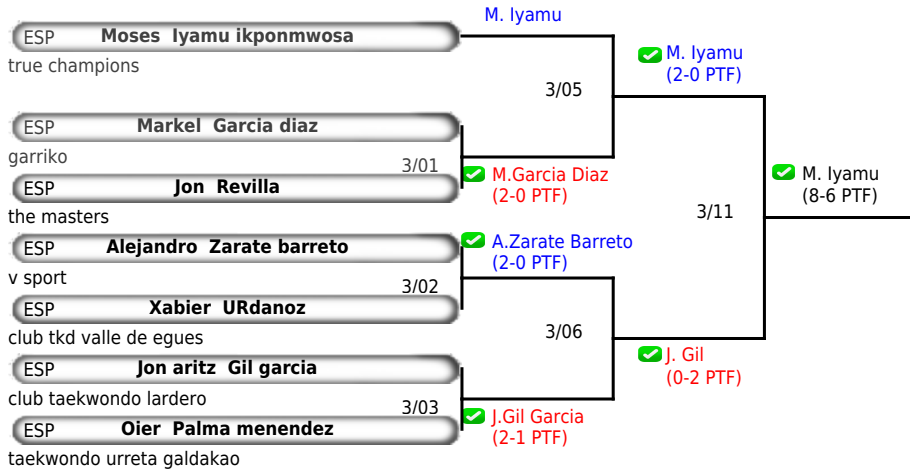 M. Iyamu
ESP Moses Iyamu ikponmwosa
true champions
3/05
M. Iyamu
(2-0 PTF)
ESP Markel Garcia diaz
garriko
3/01
M.Garcia Diaz
(2-0 PTF)
ESP Jon Revilla
the masters
M. Iyamu
(8-6 PTF)
3/11
ESP Alejandro Zarate barreto
v sport
A.Zarate Barreto
(2-0 PTF)
3/02
ESP Xabier URdanoz
club tkd valle de egues
3/06
J. Gil
(0-2 PTF)
ESP Jon aritz Gil garcia
club taekwondo lardero
3/03
J.Gil Garcia
(2-1 PTF)
ESP Oier Palma menendez
taekwondo urreta galdakao